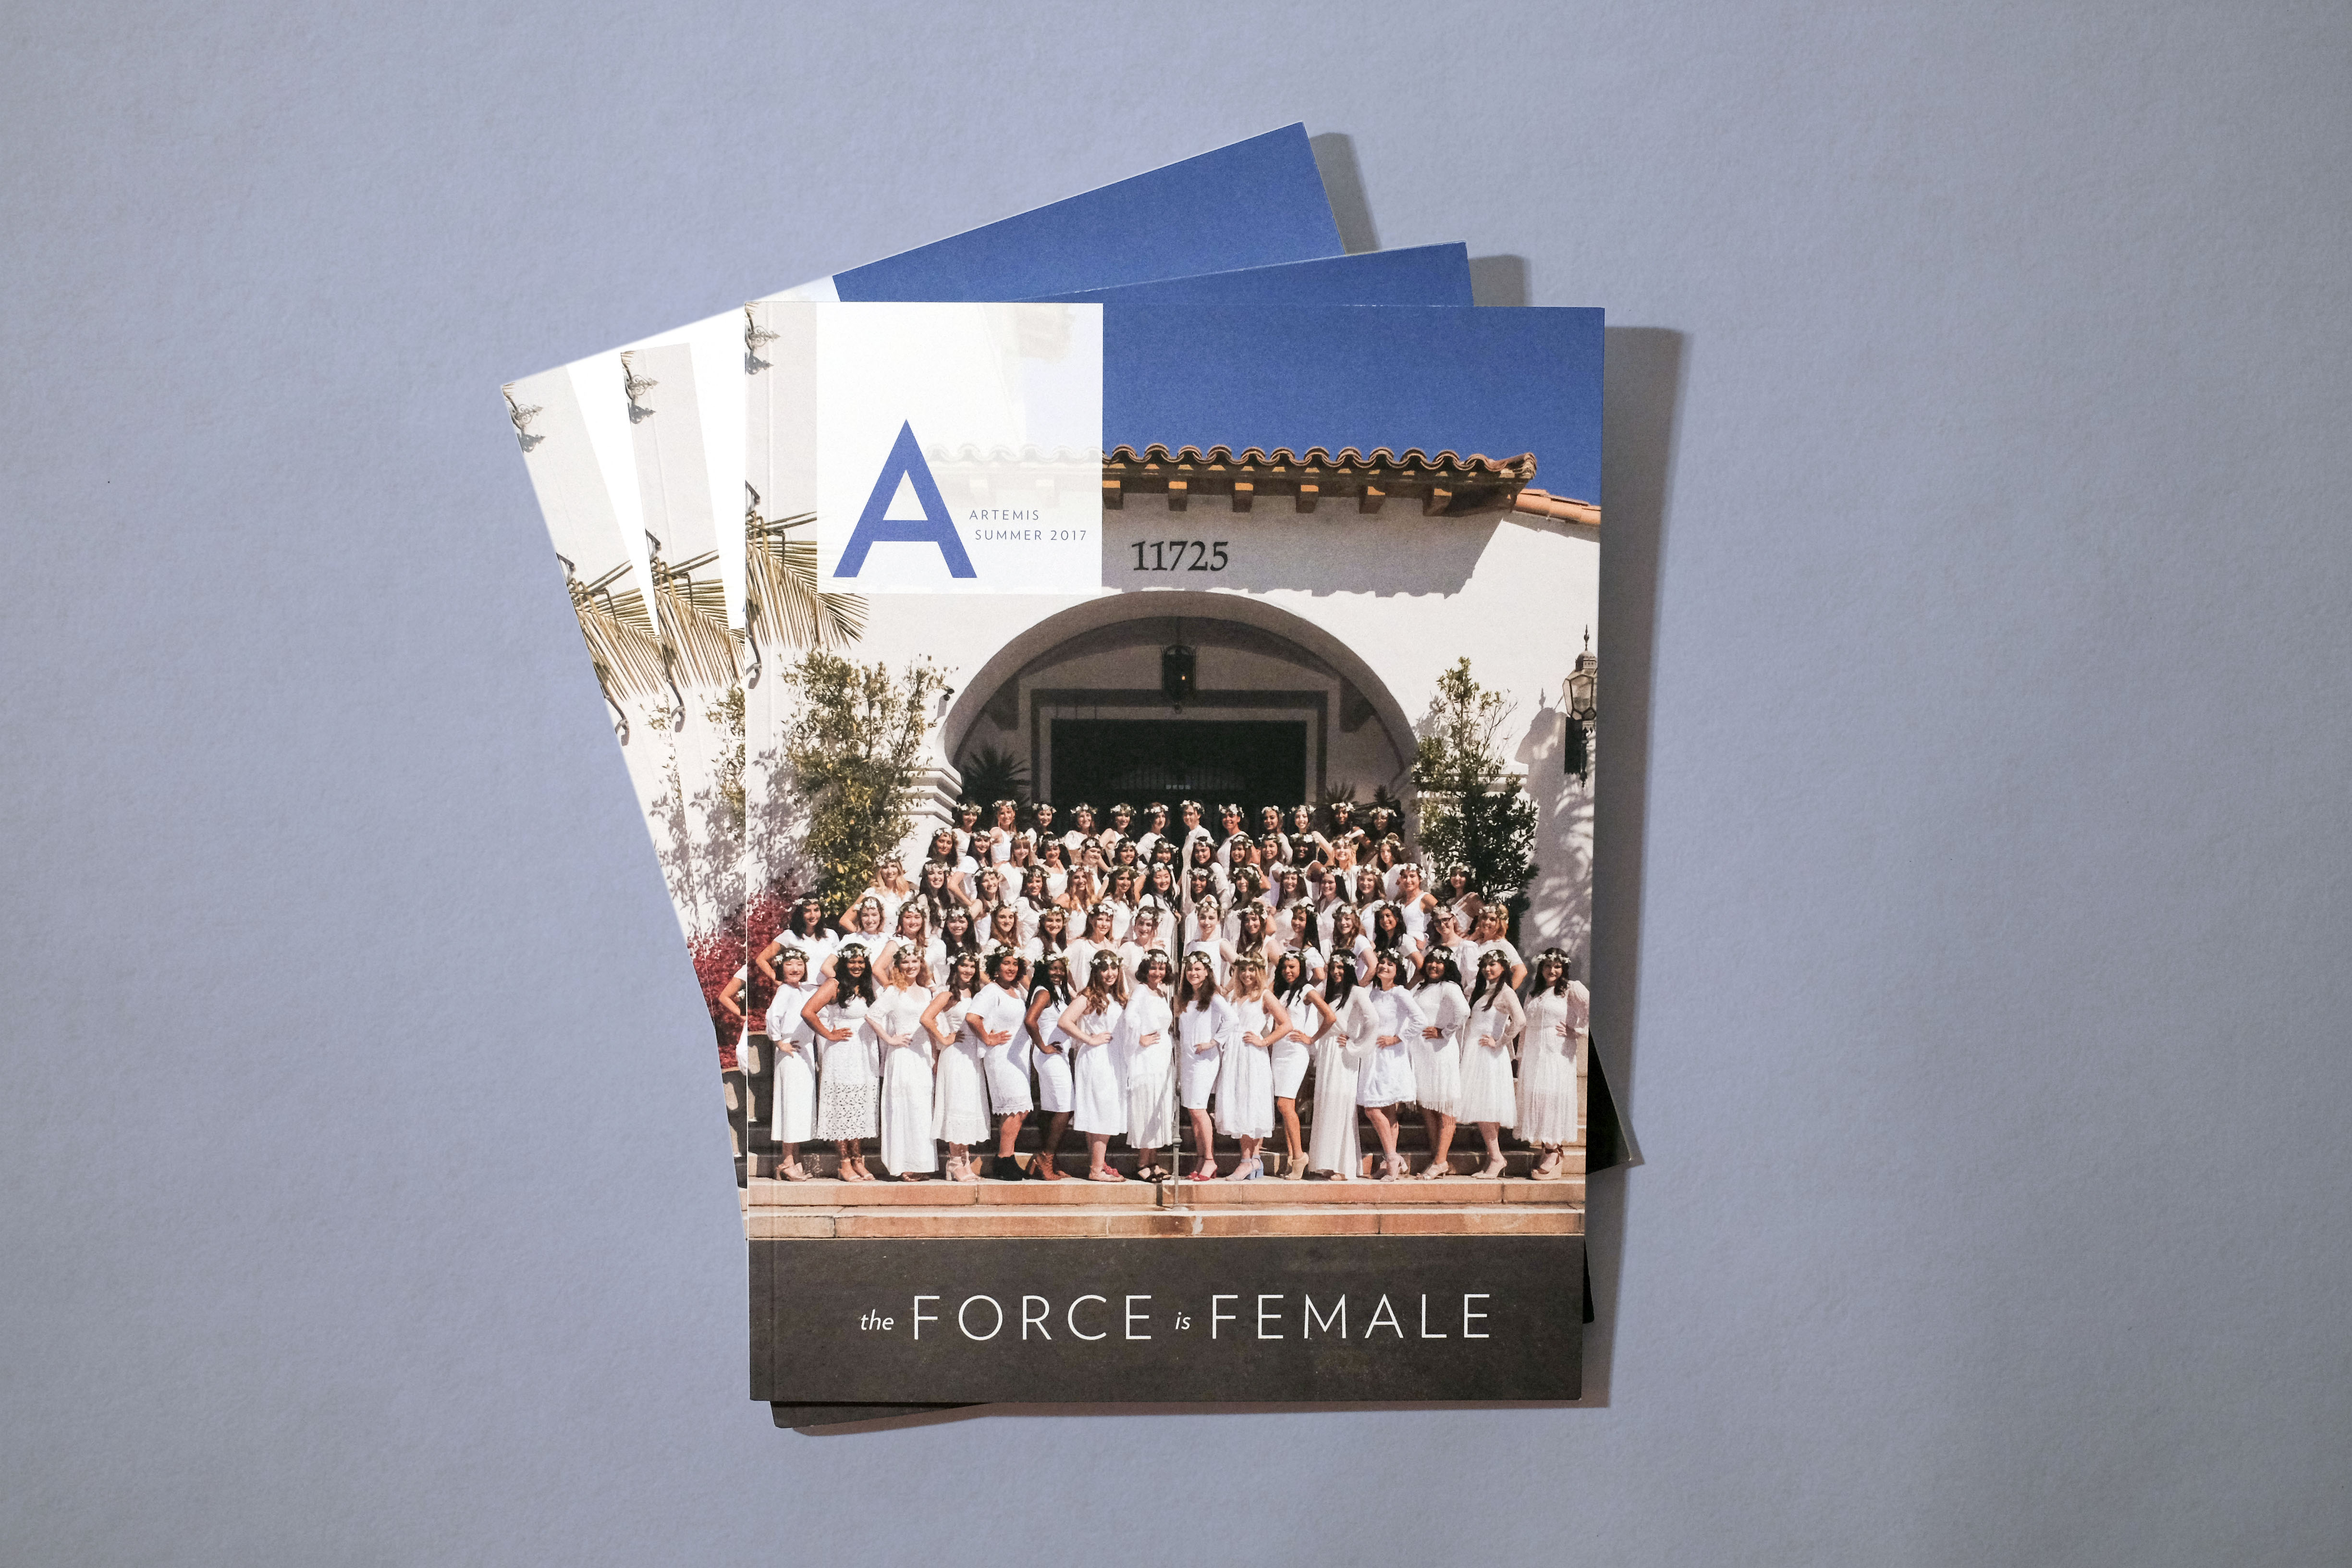 A
ARTEMIS
SUMMER 2017
11725
the FORCE is FEMALE